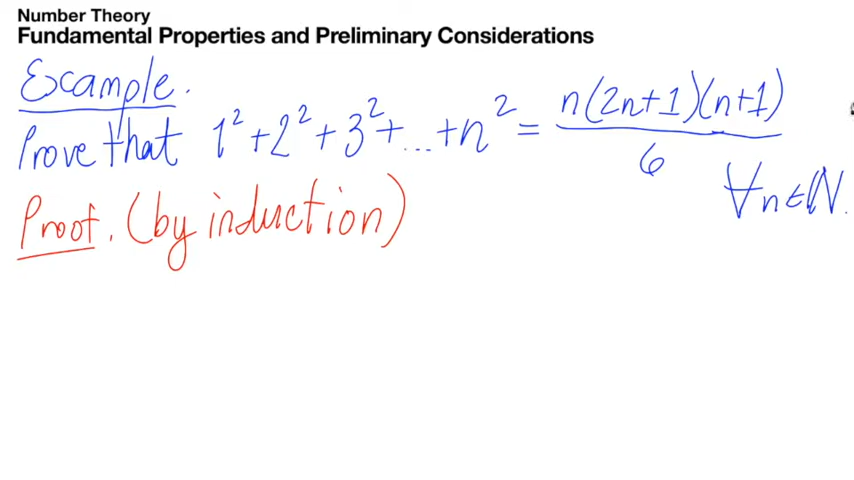 Number Theory
Fundamental Properties and Preliminary Considerations
Example.
Prove that 1² + 2² + 3² + ... + n² = n(2n+1)(n+1) / 6
∀n∈ℕ.
Proof. (by induction)